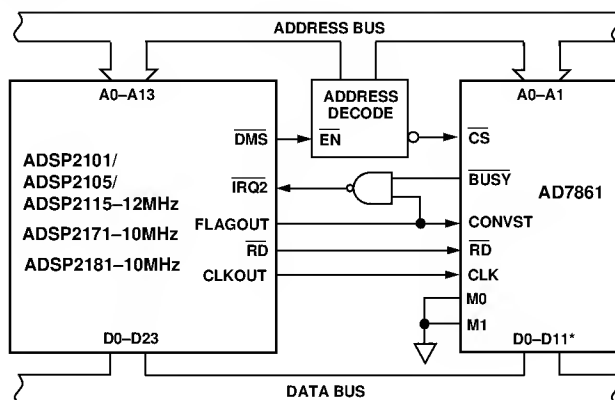 ADDRESS BUS
A0–A13
ADDRESS
DECODE
A0–A1
DMS
EN
CS
ADSP2101/
ADSP2105/
ADSP2115–12MHz
ADSP2171–10MHz
ADSP2181–10MHz
IRQ2
BUSY
AD7861
FLAGOUT
CONVST
RD
RD
CLKOUT
CLK
M0
M1
D0–D23
D0–D11*
DATA BUS